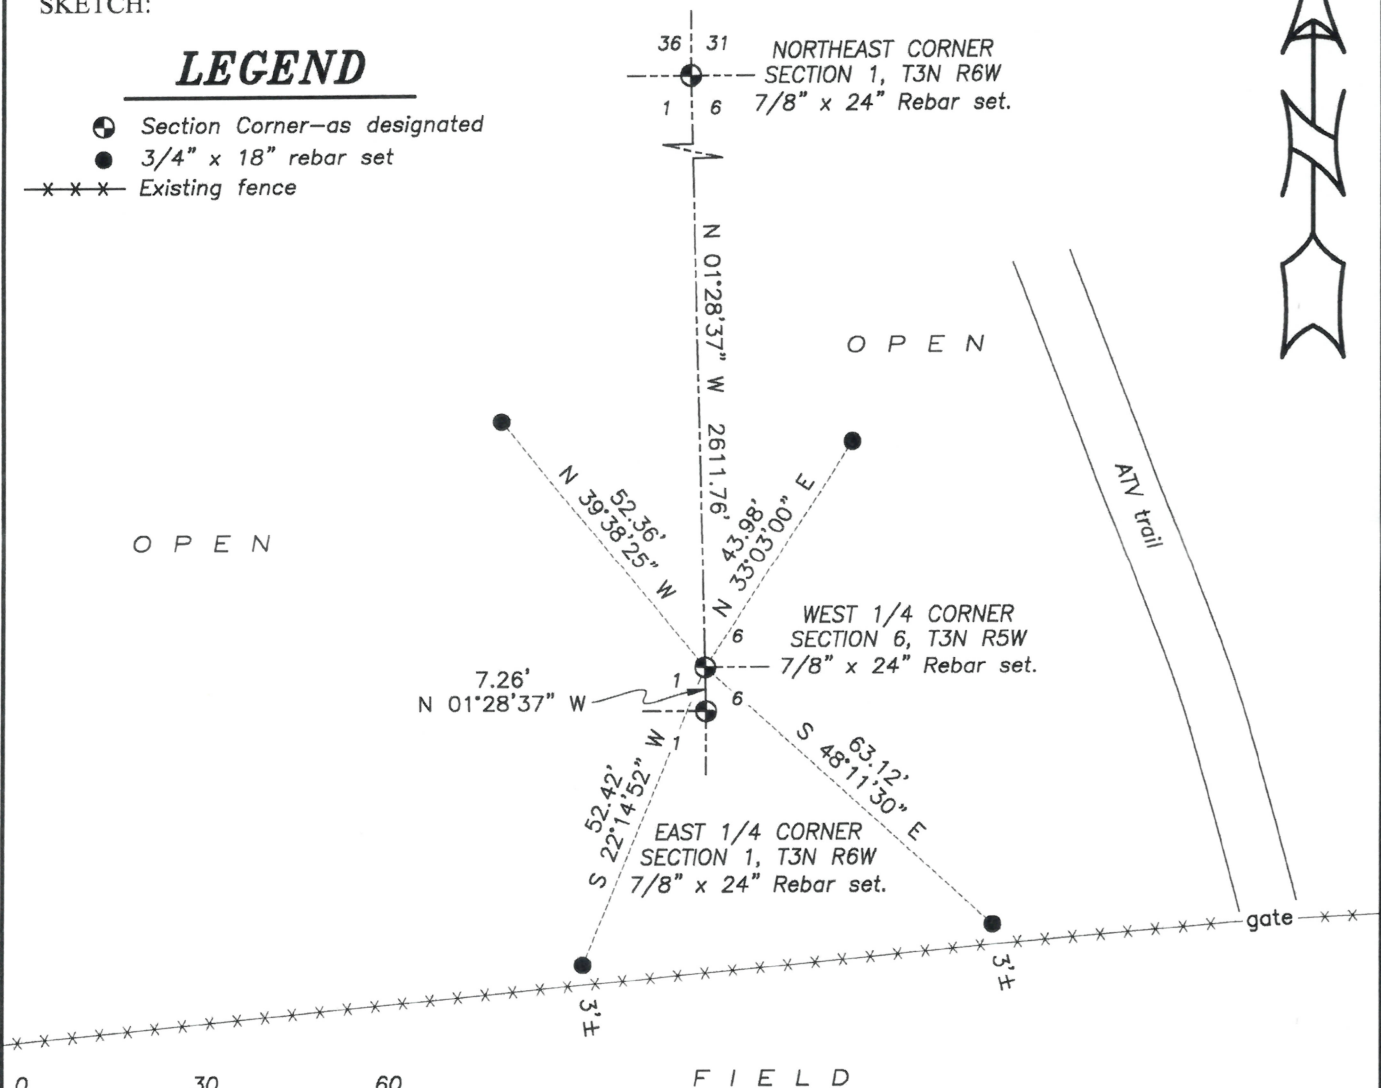 SKETCH:
LEGEND
Section Corner–as designated
3/4" x 18" rebar set
Existing fence
36 31
1 6
NORTHEAST CORNER
SECTION 1, T3N R6W
7/8" x 24" Rebar set.
N 01°28'37" W 2611.76'
OPEN
ATV trail
52.36'
N 39°38'25" W
43.98'
N 33°03'00" E
OPEN
WEST 1/4 CORNER
SECTION 6, T3N R5W
7/8" x 24" Rebar set.
6
1
6
1
7.26'
N 01°28'37" W
52.42'
S 22°14'52" W
63.12'
S 48°11'30" E
EAST 1/4 CORNER
SECTION 1, T3N R6W
7/8" x 24" Rebar set.
gate
3'±
3'±
FIELD
0 30 60